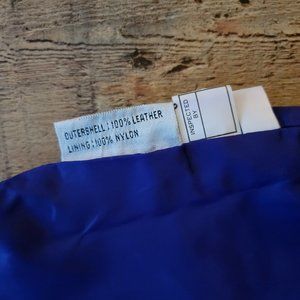 OUTERSHELL : 100% LEATHER
LINING : 100% NYLON
INSPECTED
BY